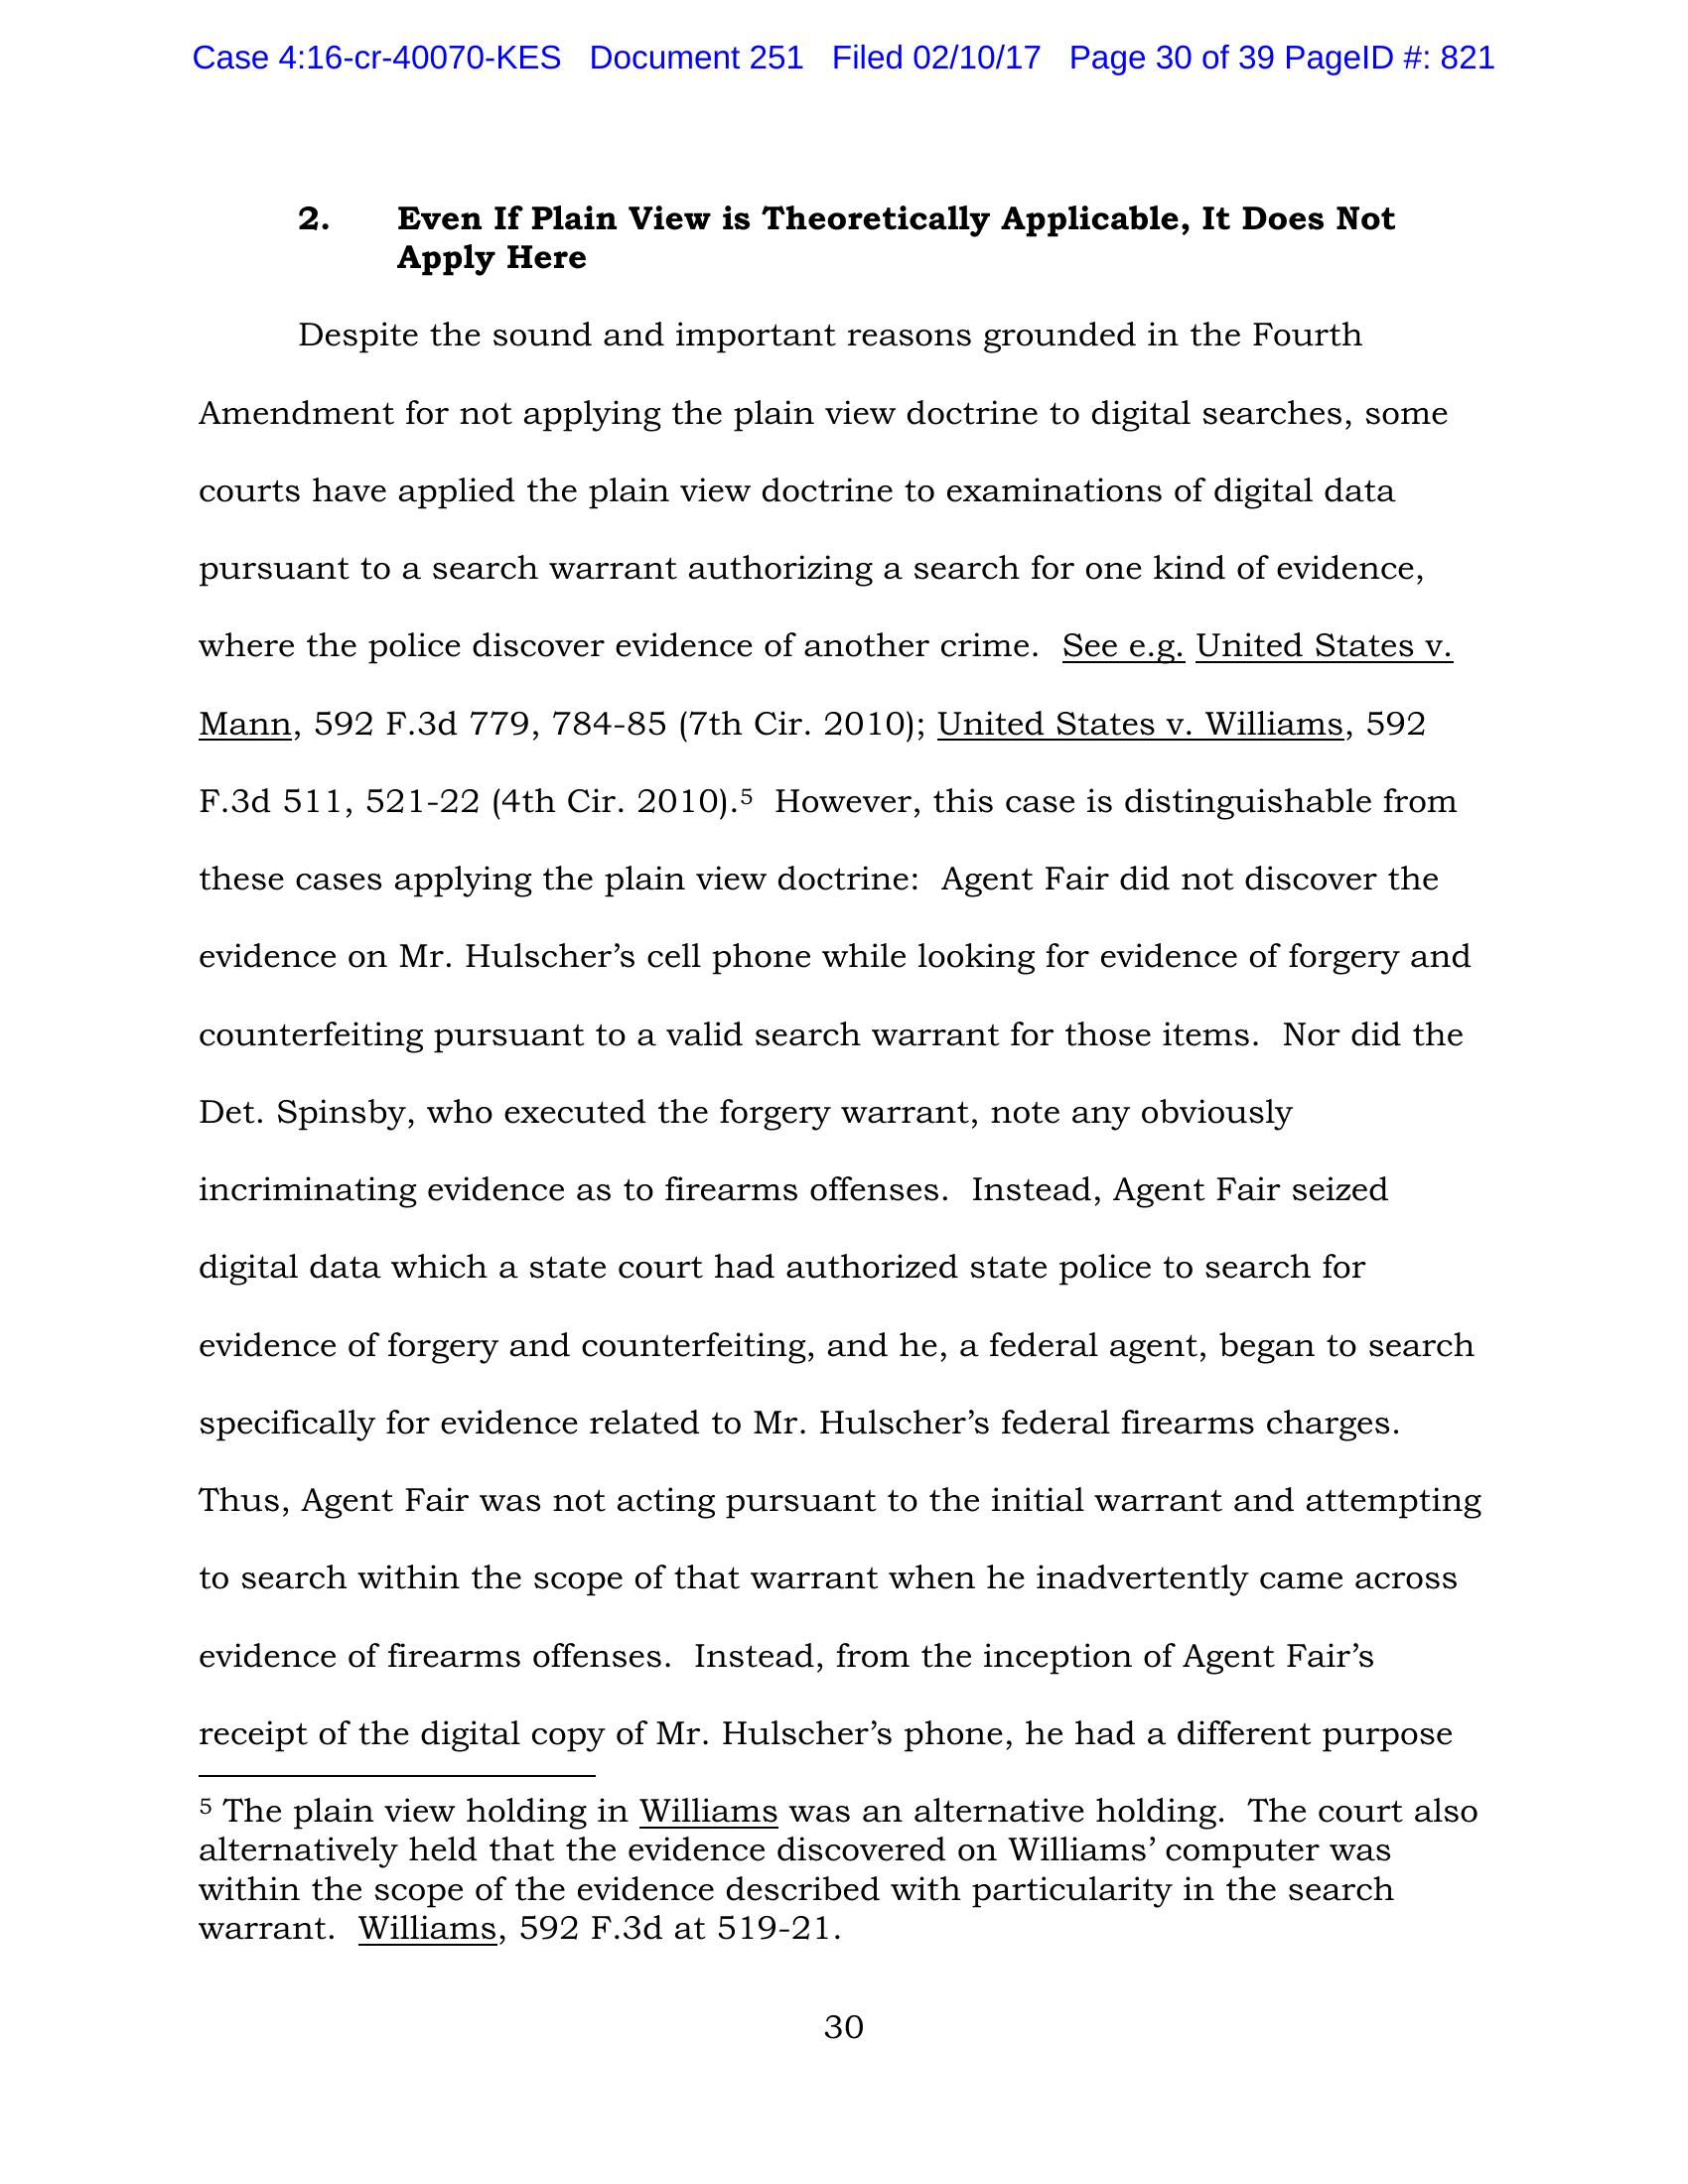 Case 4:16-cr-40070-KES Document 251 Filed 02/10/17 Page 30 of 39 PageID #: 821
2. Even If Plain View is Theoretically Applicable, It Does Not
Apply Here
Despite the sound and important reasons grounded in the Fourth
Amendment for not applying the plain view doctrine to digital searches, some
courts have applied the plain view doctrine to examinations of digital data
pursuant to a search warrant authorizing a search for one kind of evidence,
where the police discover evidence of another crime. See e.g. United States v.
Mann, 592 F.3d 779, 784-85 (7th Cir. 2010); United States v. Williams, 592
F.3d 511, 521-22 (4th Cir. 2010).5 However, this case is distinguishable from
these cases applying the plain view doctrine: Agent Fair did not discover the
evidence on Mr. Hulscher’s cell phone while looking for evidence of forgery and
counterfeiting pursuant to a valid search warrant for those items. Nor did the
Det. Spinsby, who executed the forgery warrant, note any obviously
incriminating evidence as to firearms offenses. Instead, Agent Fair seized
digital data which a state court had authorized state police to search for
evidence of forgery and counterfeiting, and he, a federal agent, began to search
specifically for evidence related to Mr. Hulscher’s federal firearms charges.
Thus, Agent Fair was not acting pursuant to the initial warrant and attempting
to search within the scope of that warrant when he inadvertently came across
evidence of firearms offenses. Instead, from the inception of Agent Fair’s
receipt of the digital copy of Mr. Hulscher’s phone, he had a different purpose
5 The plain view holding in Williams was an alternative holding. The court also
alternatively held that the evidence discovered on Williams’ computer was
within the scope of the evidence described with particularity in the search
warrant. Williams, 592 F.3d at 519-21.
30